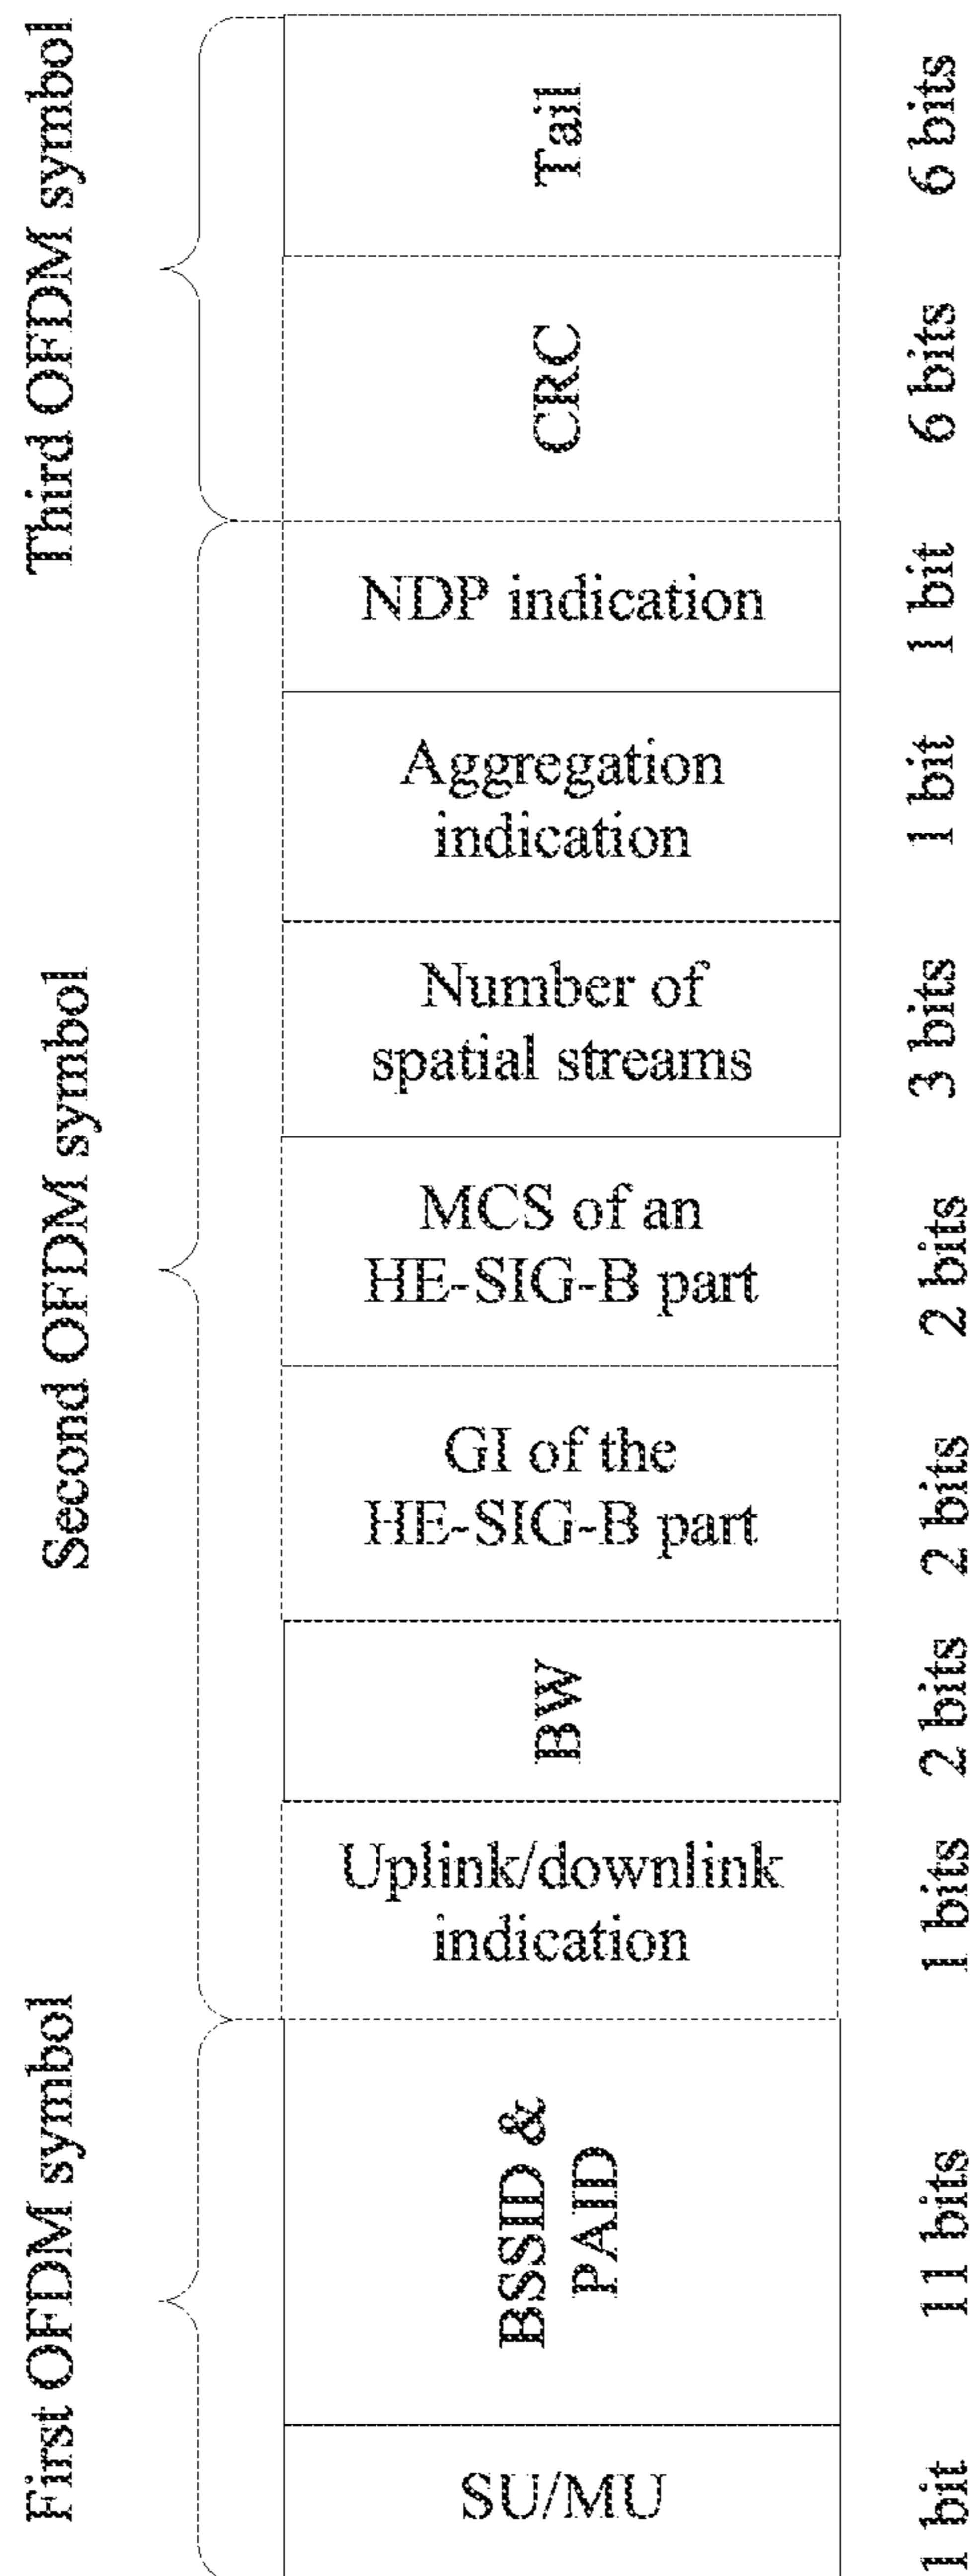 Third OFDM symbol
Tail
6 bits
CRC
6 bits
NDP indication
1 bit
Second OFDM symbol
Aggregation
indication
1 bit
Number of
spatial streams
3 bits
MCS of an
HE-SIG-B part
2 bits
GI of the
HE-SIG-B part
2 bits
BW
2 bits
Uplink/downlink
indication
1 bits
First OFDM symbol
BSSID &
PAID
11 bits
SU/MU
1 bit